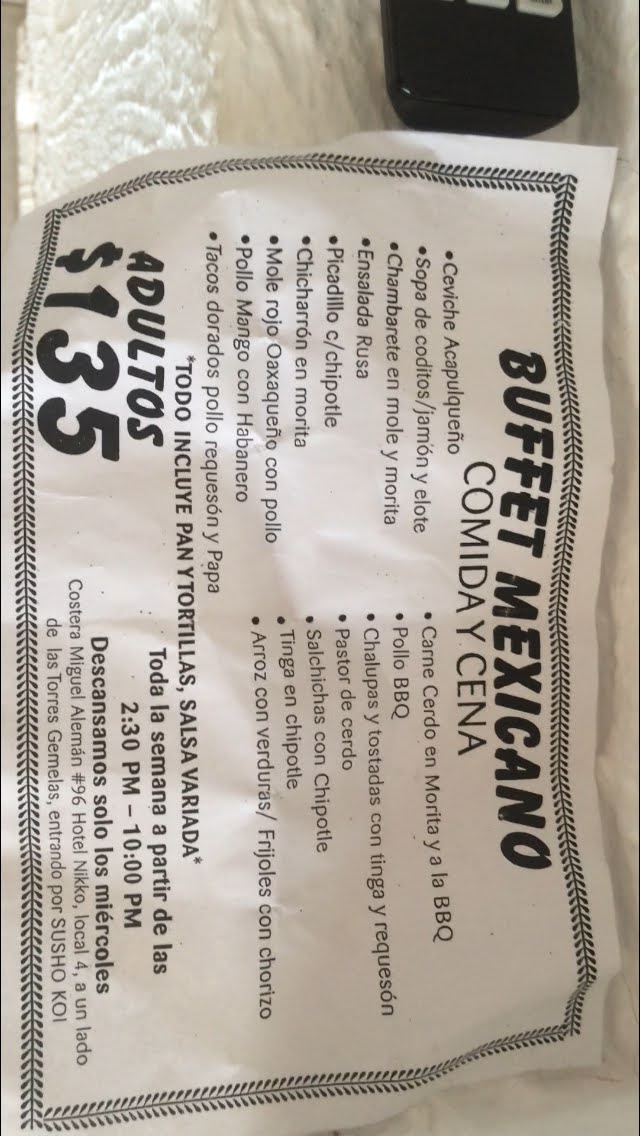 BUFFET MEXICANO
COMIDA Y CENA
•Ceviche Acapulqueño
•Sopa de coditos/jamón y elote
•Chambarete en mole y morita
•Ensalada Rusa
•Picadillo c/chipotle
•Chicharrón en morita
•Mole rojo Oaxaqueño con pollo
•Pollo Mango con Habanero
•Tacos dorados pollo requesón y Papa
• Carne Cerdo en Morita y a la BBQ
• Pollo BBQ
• Chalupas y tostadas con tinga y requesón
• Pastor de cerdo
• Salchichas con Chipotle
• Tinga en chipotle
• Arroz con verduras/ Frijoles con chorizo
*TODO INCLUYE PAN Y TORTILLAS, SALSA VARIADA*
ADULTOS
$135
Toda la semana a partir de las
2:30 PM – 10:00 PM
Descansamos solo los miércoles
Costera Miguel Alemán #96 Hotel Nikko, local 4, a un lado
de las Torres Gemelas, entrando por SUSHO KOI